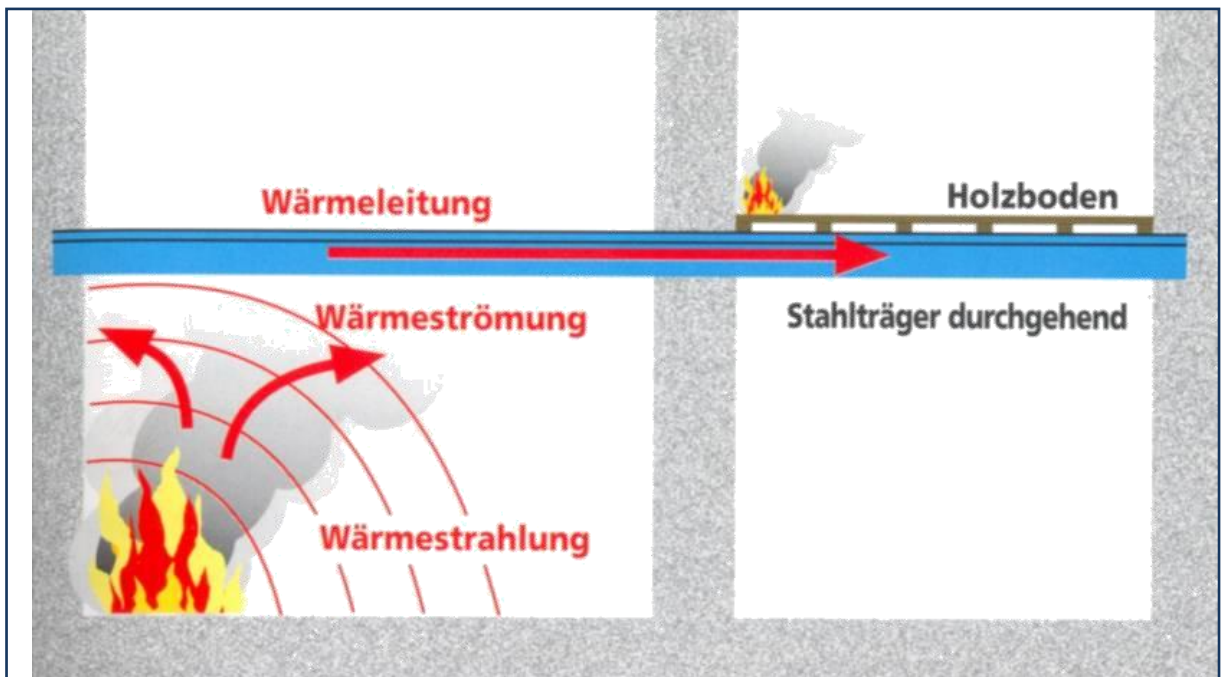 Wärmeleitung
Holzboden
Wärmeströmung
Stahlträger durchgehend
Wärmestrahlung